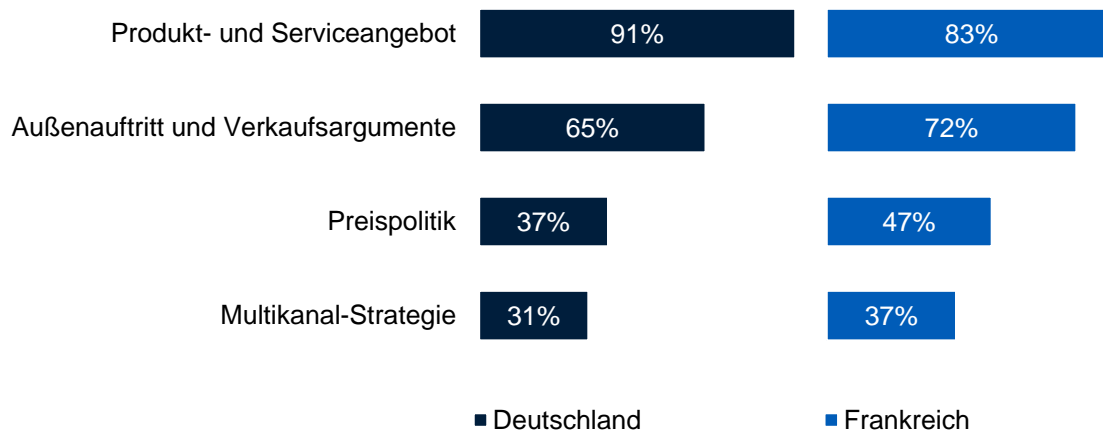 Produkt- und Serviceangebot 91% 83%
Außenauftritt und Verkaufsargumente 65% 72%
Preispolitik 37% 47%
Multikanal-Strategie 31% 37%
Deutschland Frankreich